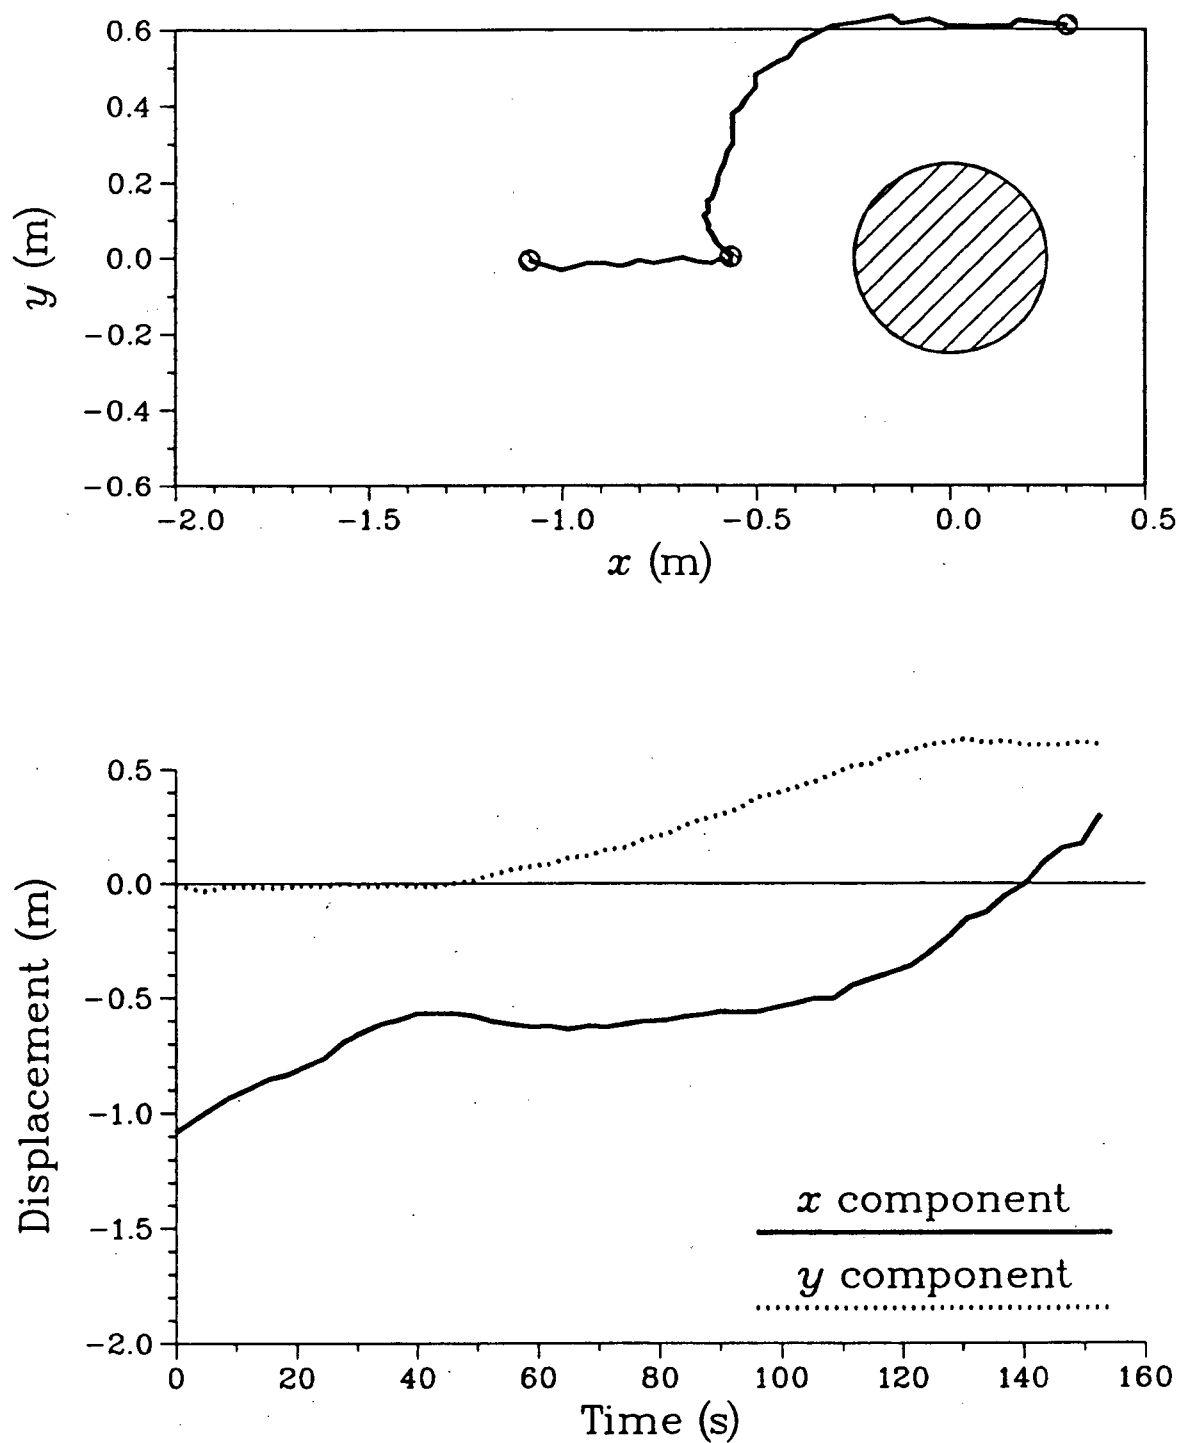 0.6
0.4
0.2
0.0
−0.2
−0.4
−0.6
y (m)
−2.0 −1.5 −1.0 −0.5 0.0 0.5
x (m)
0.5
0.0
−0.5
−1.0
−1.5
−2.0
Displacement (m)
x component
y component
0 20 40 60 80 100 120 140 160
Time (s)